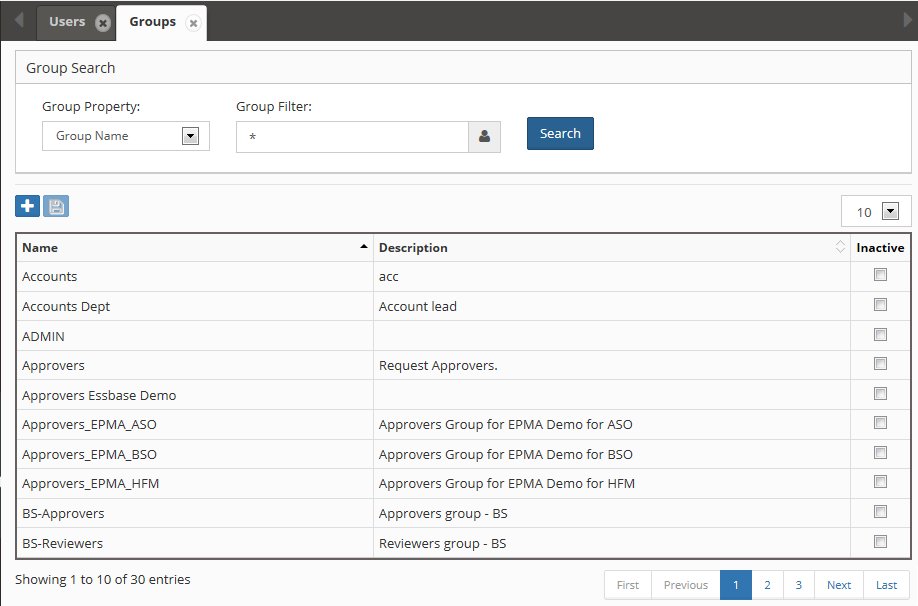 Users Groups
Group Search
Group Property: Group Filter:
Group Name * Search
10
Name Description Inactive
Accounts acc
Accounts Dept Account lead
ADMIN
Approvers Request Approvers.
Approvers Essbase Demo
Approvers_EPMA_ASO Approvers Group for EPMA Demo for ASO
Approvers_EPMA_BSO Approvers Group for EPMA Demo for BSO
Approvers_EPMA_HFM Approvers Group for EPMA Demo for HFM
BS-Approvers Approvers group - BS
BS-Reviewers Reviewers group - BS
Showing 1 to 10 of 30 entries
First Previous 1 2 3 Next Last